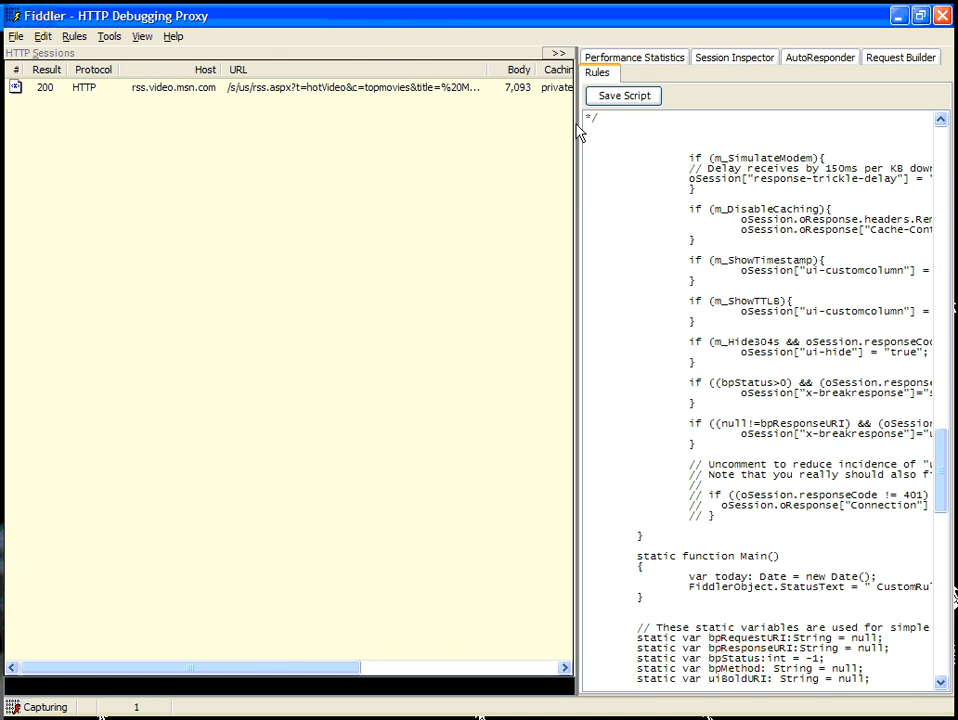 Fiddler - HTTP Debugging Proxy
File Edit Rules Tools View Help
HTTP Sessions >>
# Result Protocol Host URL Body Cachin
200 HTTP rss.video.msn.com /s/us/rss.aspx?t=hotVideo&c=topmovies&title=%20M... 7,093 private
Performance Statistics Session Inspector AutoResponder Request Builder
Rules
Save Script
*/
if (m_SimulateModem){
// Delay receives by 150ms per KB down
oSession["response-trickle-delay"] = "
}
if (m_DisableCaching){
oSession.oResponse.headers.Rem
oSession.oResponse["Cache-Cont
}
if (m_ShowTimestamp){
oSession["ui-customcolumn"] =
}
if (m_ShowTTLB){
oSession["ui-customcolumn"] =
}
if (m_Hide304s && oSession.responseCod
oSession["ui-hide"] = "true";
}
if ((bpStatus>0) && (oSession.response
oSession["x-breakresponse"]="s
}
if ((null!=bpResponseURI) && (oSession
oSession["x-breakresponse"]="u
}
// Uncomment to reduce incidence of "u
// Note that you really should also fi
//
// if ((oSession.responseCode != 401)
// oSession.oResponse["Connection"]
// }
}
static function Main()
{
var today: Date = new Date();
FiddlerObject.StatusText = " CustomRul
}
// These static variables are used for simple
static var bpRequestURI:String = null;
static var bpResponseURI:String = null;
static var bpStatus:int = -1;
static var bpMethod: String = null;
static var uiBoldURI: String = null;
Capturing 1